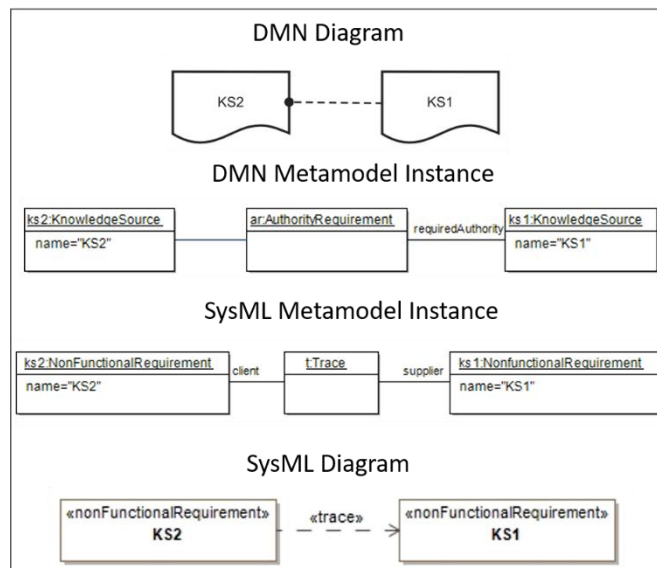 DMN Diagram
KS2 KS1
DMN Metamodel Instance
ks2:KnowledgeSource ar:AuthorityRequirement requiredAuthority ks1:KnowledgeSource
name="KS2" name="KS1"
SysML Metamodel Instance
ks2:NonFunctionalRequirement client t:Trace supplier ks1:NonfunctionalRequirement
name="KS2" name="KS1"
SysML Diagram
«nonFunctionalRequirement» «trace» «nonFunctionalRequirement»
KS2 KS1